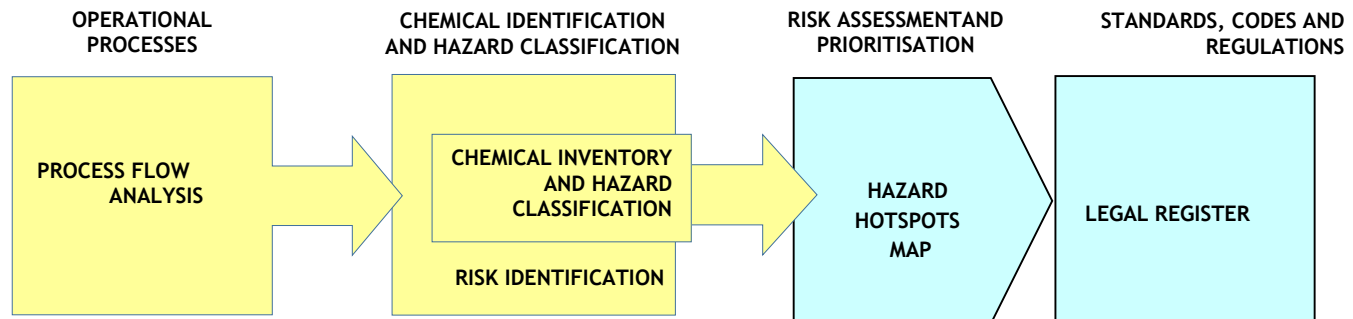 OPERATIONAL
PROCESSES
CHEMICAL IDENTIFICATION
AND HAZARD CLASSIFICATION
RISK ASSESSMENTAND
PRIORITISATION
STANDARDS, CODES AND
REGULATIONS
PROCESS FLOW
ANALYSIS
CHEMICAL INVENTORY
AND HAZARD
CLASSIFICATION
RISK IDENTIFICATION
HAZARD
HOTSPOTS
MAP
LEGAL REGISTER